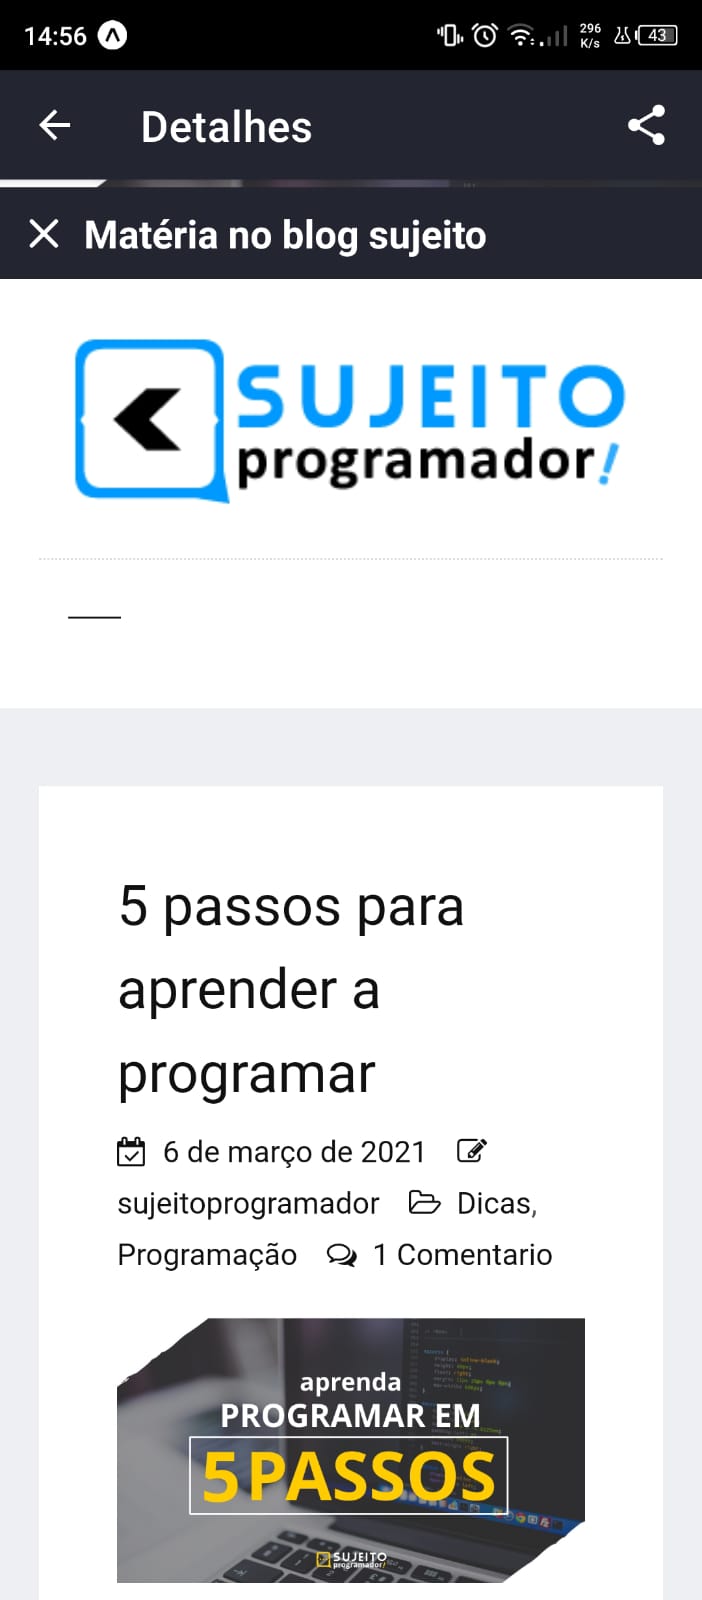 14:56 296 K/s 43
Detalhes
Matéria no blog sujeito
SUJEITO
programador!
5 passos para
aprender a
programar
6 de março de 2021
sujeitoprogramador Dicas,
Programação 1 Comentario
aprenda
PROGRAMAR EM
5 PASSOS
SUJEITO
programador!